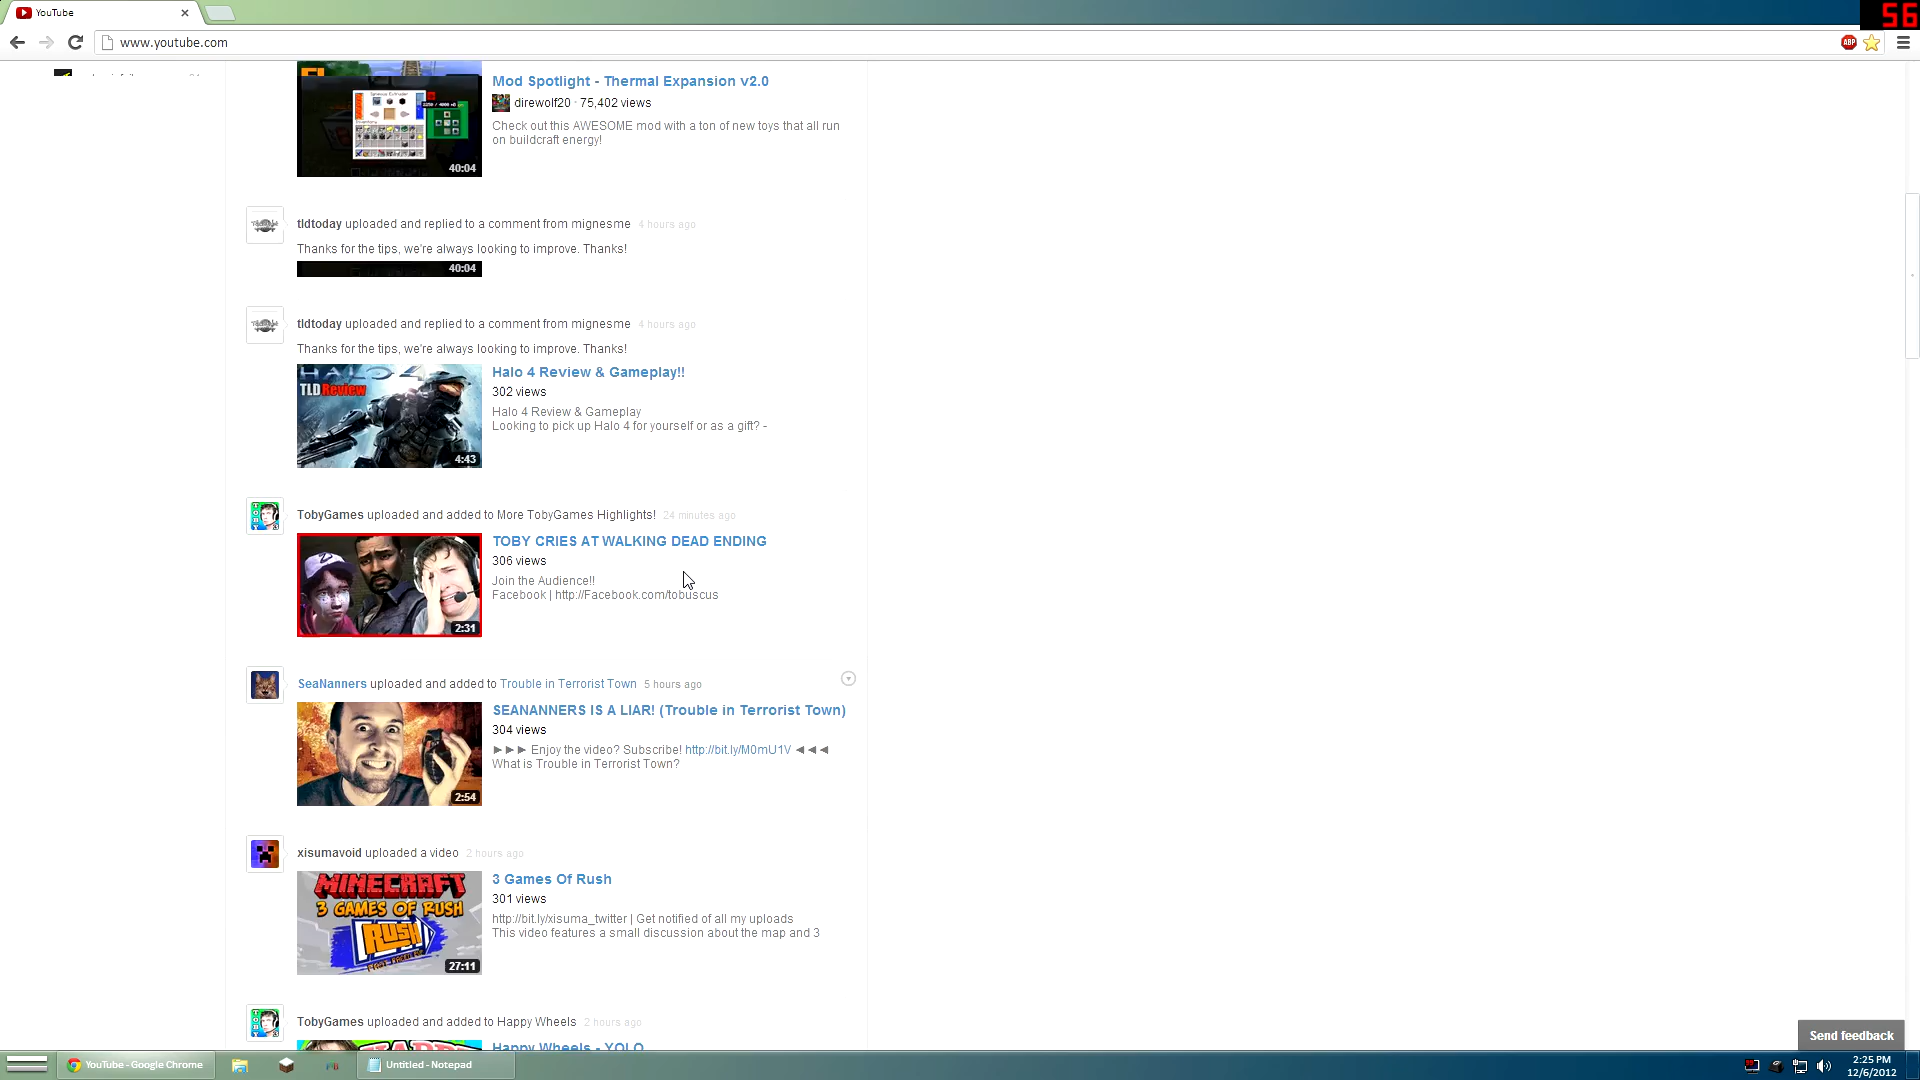 YouTube
56
www.youtube.com
ABP
Mod Spotlight - Thermal Expansion v2.0
direwolf20 · 75,402 views
Check out this AWESOME mod with a ton of new toys that all run
on buildcraft energy!
40:04
tldtoday uploaded and replied to a comment from mignesme 4 hours ago
Thanks for the tips, we're always looking to improve. Thanks!
40:04
tldtoday uploaded and replied to a comment from mignesme 4 hours ago
Thanks for the tips, we're always looking to improve. Thanks!
HALO 4
TLDReview
4:43
Halo 4 Review & Gameplay!!
302 views
Halo 4 Review & Gameplay
Looking to pick up Halo 4 for yourself or as a gift? -
TobyGames uploaded and added to More TobyGames Highlights! 24 minutes ago
TOBY CRIES AT WALKING DEAD ENDING
306 views
Join the Audience!!
Facebook | http://Facebook.com/tobuscus
2:31
SeaNanners uploaded and added to Trouble in Terrorist Town 5 hours ago
SEANANNERS IS A LIAR! (Trouble in Terrorist Town)
304 views
►►► Enjoy the video? Subscribe! http://bit.ly/M0mU1V ◄◄◄
What is Trouble in Terrorist Town?
2:54
xisumavoid uploaded a video 2 hours ago
MINECRAFT
3 GAMES OF RUSH
RUSH
27:11
3 Games Of Rush
301 views
http://bit.ly/xisuma_twitter | Get notified of all my uploads
This video features a small discussion about the map and 3
TobyGames uploaded and added to Happy Wheels 2 hours ago
Happy Wheels - YOLO
Send feedback
YouTube - Google Chrome
Untitled - Notepad
2:25 PM
12/6/2012